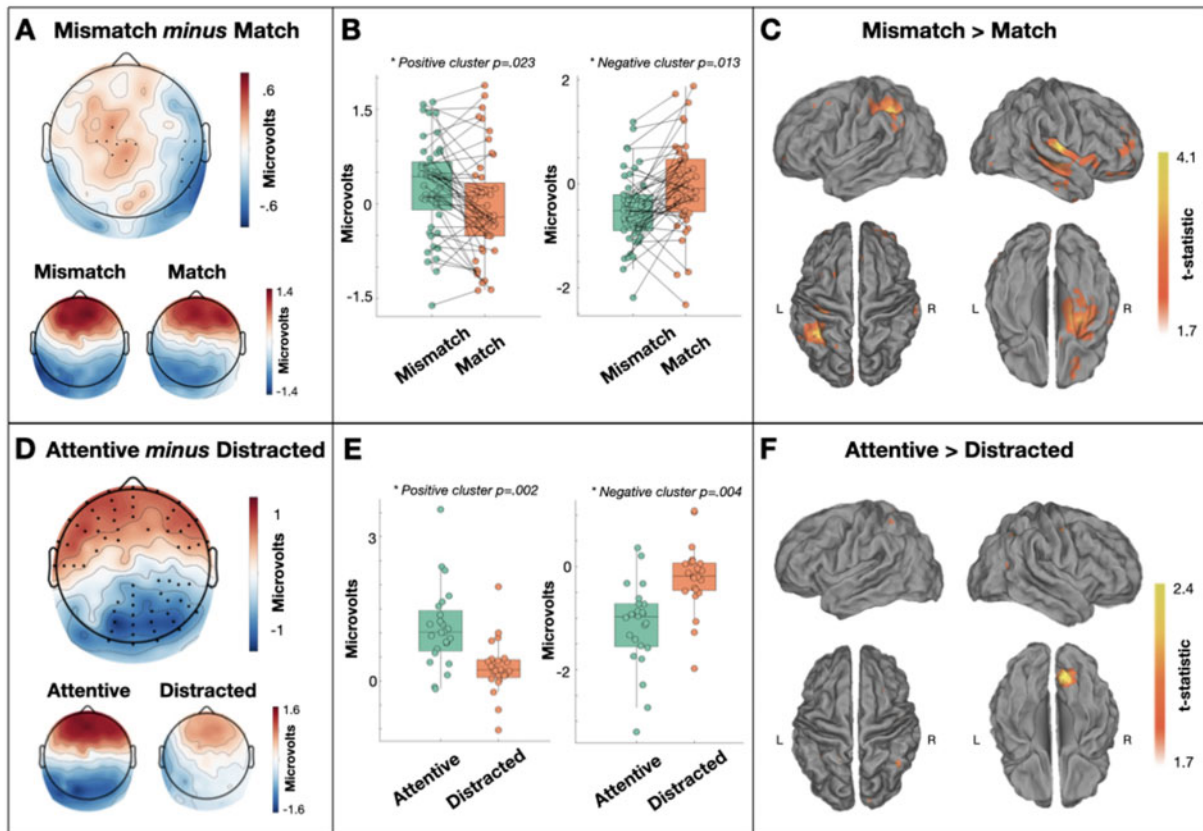 A
Mismatch minus Match
.6
Microvolts
-.6
Mismatch
Match
1.4
Microvolts
-1.4
B
* Positive cluster p=.023
1.5
0
-1.5
Microvolts
Mismatch
Match
* Negative cluster p=.013
2
0
-2
Microvolts
Mismatch
Match
C
Mismatch > Match
L
R
L
R
4.1
t-statistic
1.7
D
Attentive minus Distracted
1
Microvolts
-1
Attentive
Distracted
1.6
Microvolts
-1.6
E
* Positive cluster p=.002
3
0
Microvolts
Attentive
Distracted
* Negative cluster p=.004
0
-2
Microvolts
Attentive
Distracted
F
Attentive > Distracted
L
R
L
R
2.4
t-statistic
1.7